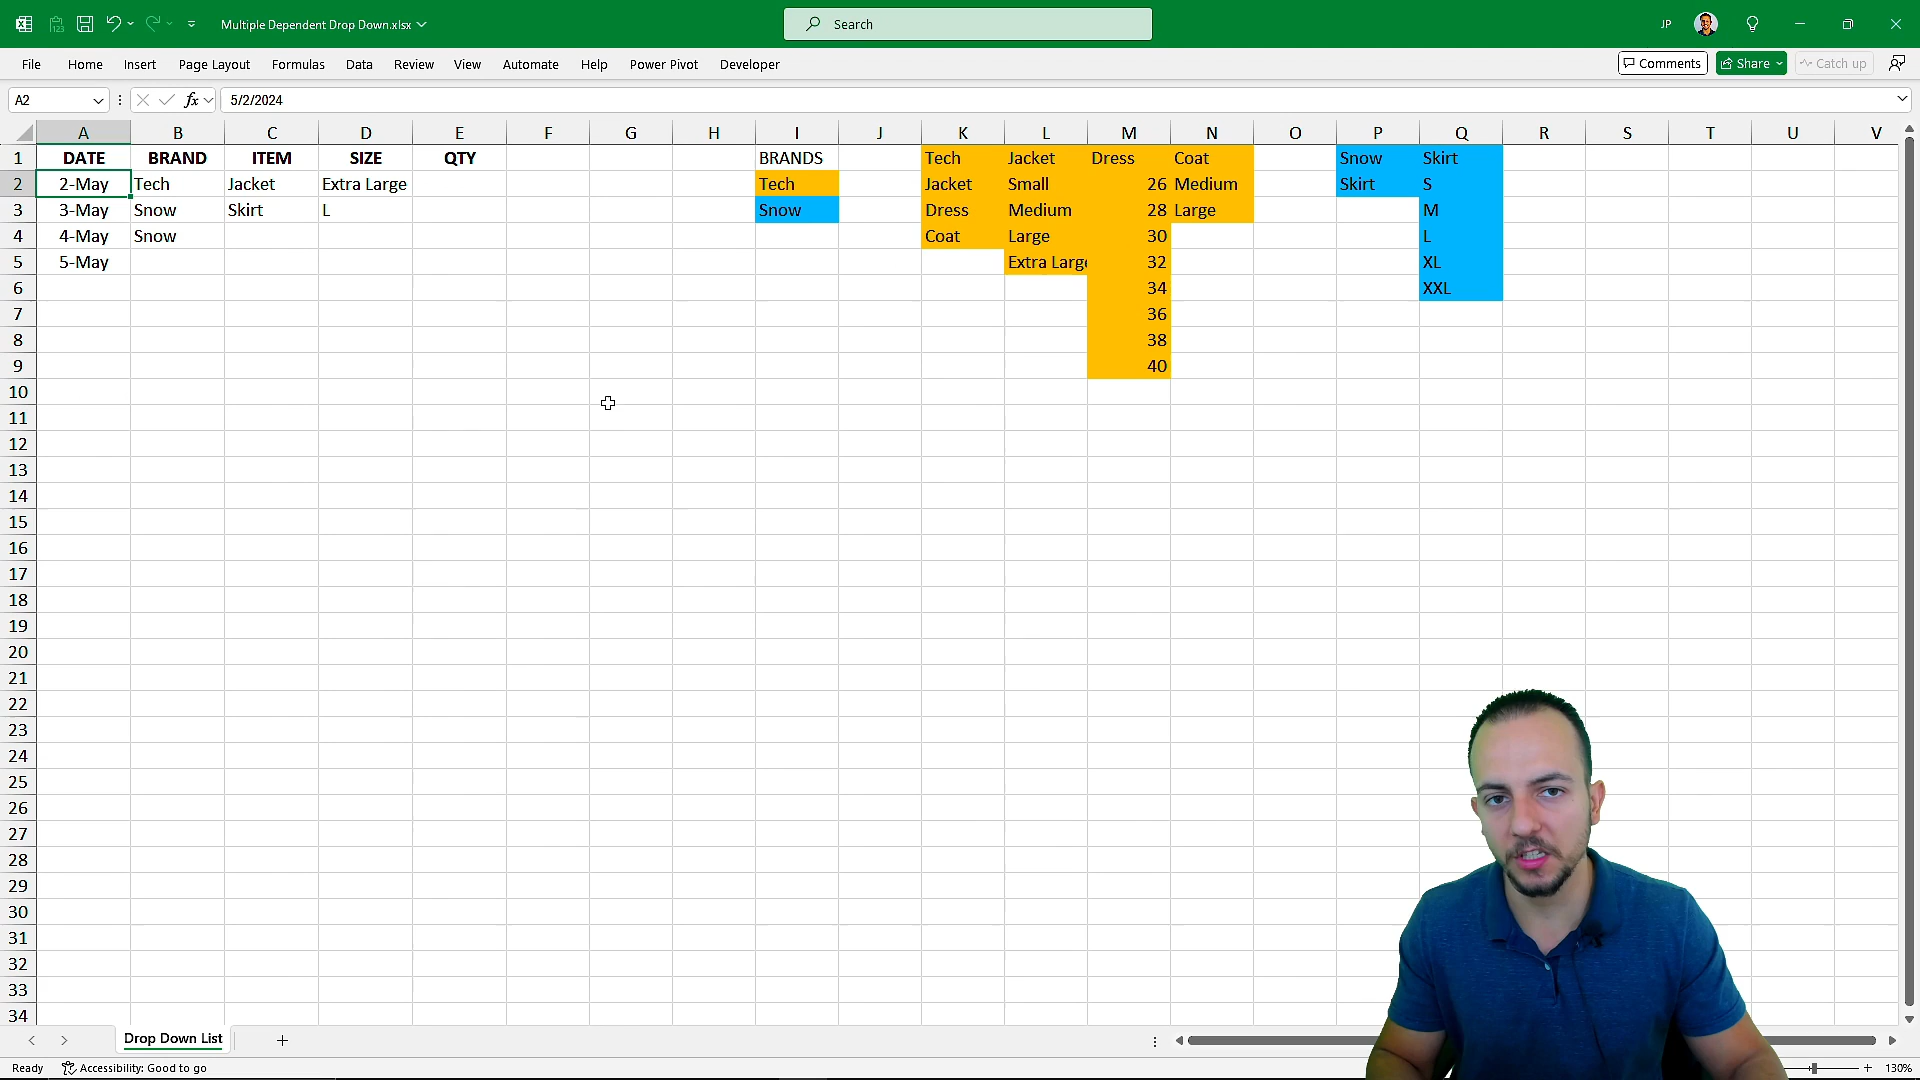 Multiple Dependent Drop Down.xlsx
Search
JP
File Home Insert Page Layout Formulas Data Review View Automate Help Power Pivot Developer
Comments Share Catch up
A2 fx 5/2/2024
A B C D E F G H I J K L M N O P Q R S T U V
1 DATE BRAND ITEM SIZE QTY BRANDS Tech Jacket Dress Coat Snow Skirt
2 2-May Tech Jacket Extra Large Tech Jacket Small 26 Medium Skirt S
3 3-May Snow Skirt L Snow Dress Medium 28 Large M
4 4-May Snow Coat Large 30 L
5 5-May Extra Large 32 XL
6 34 XXL
7 36
8 38
9 40
10
11
12
13
14
15
16
17
18
19
20
21
22
23
24
25
26
27
28
29
30
31
32
33
34
Drop Down List
Ready Accessibility: Good to go 130%